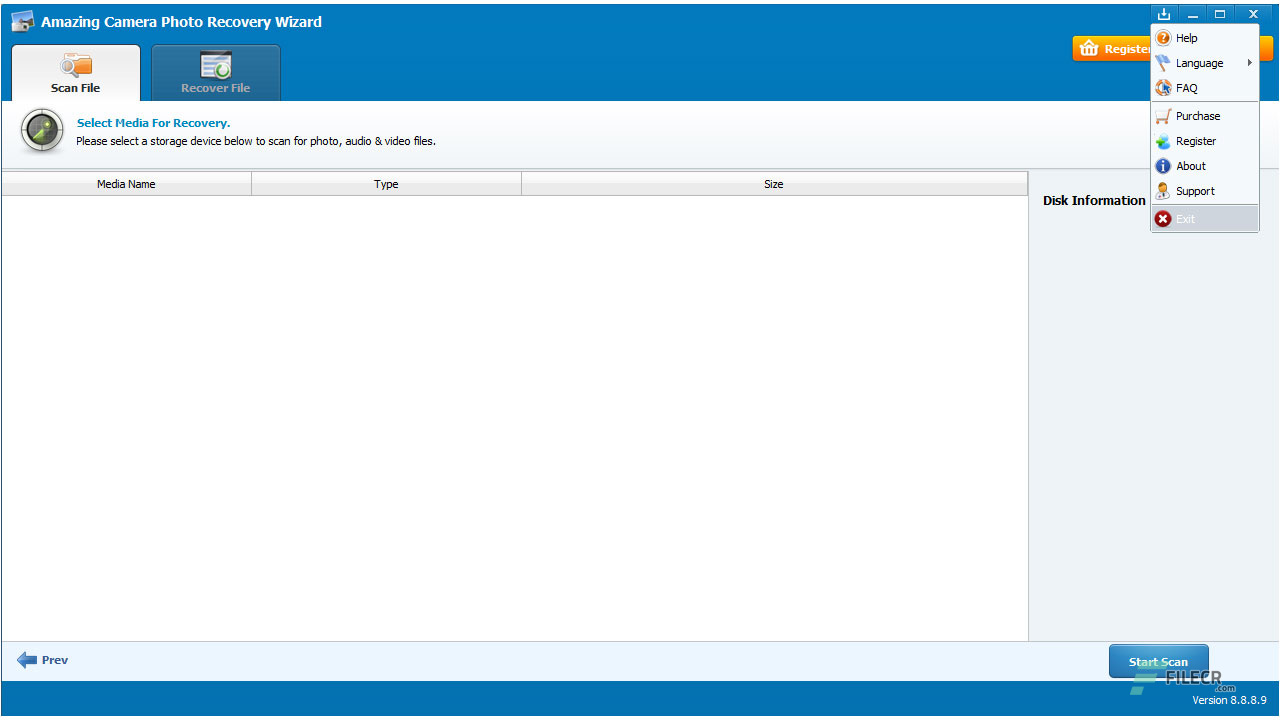 Amazing Camera Photo Recovery Wizard
Scan File
Recover File
Register
Help
Language
FAQ
Purchase
Register
About
Support
Exit
Select Media For Recovery.
Please select a storage device below to scan for photo, audio & video files.
Media Name
Type
Size
Disk Information
Prev
Start Scan
FILECR
.com
Version 8.8.8.9